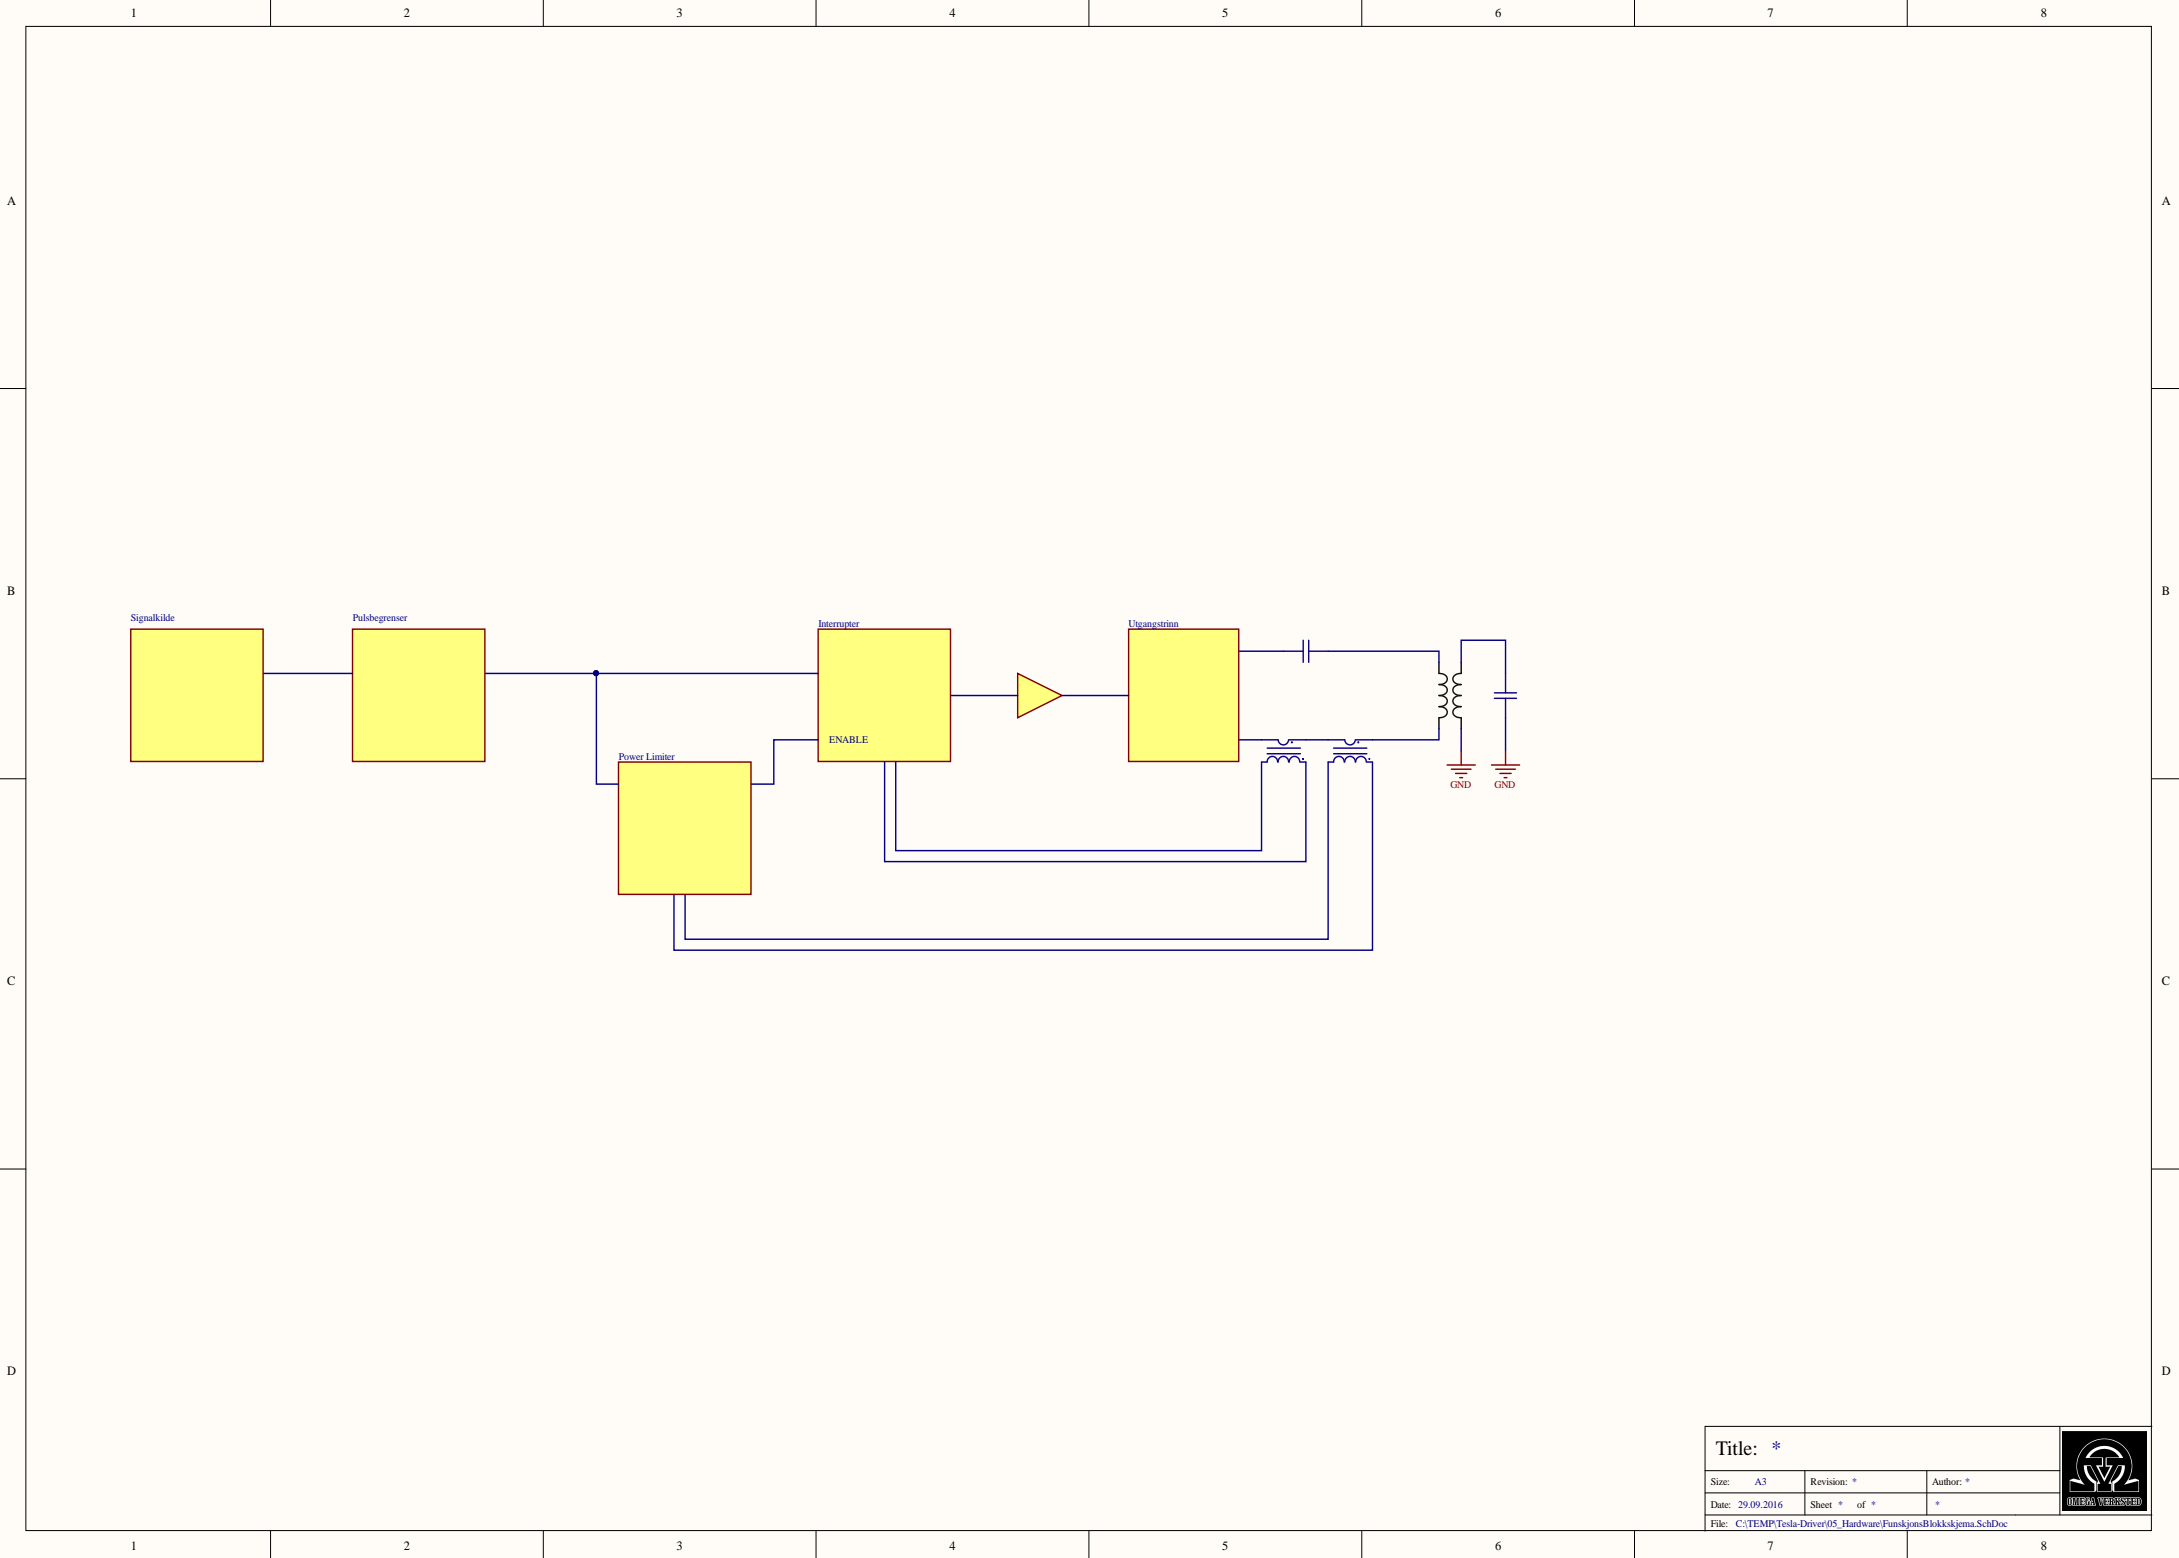 1 2 3 4 5 6 7 8
A A
B B
Signalkilde Pulsbegrenser Interrupter Utgangstrinn
ENABLE
Power Limiter
GND GND
C C
D D
Title: *
Size: A3 Revision: * Author: *
Date: 29.09.2016 Sheet * of * *
File: C:\TEMP\Tesla-Driver\05_Hardware\FunskjonsBlokkskjema.SchDoc
OMEGA VERKSTED
1 2 3 4 5 6 7 8